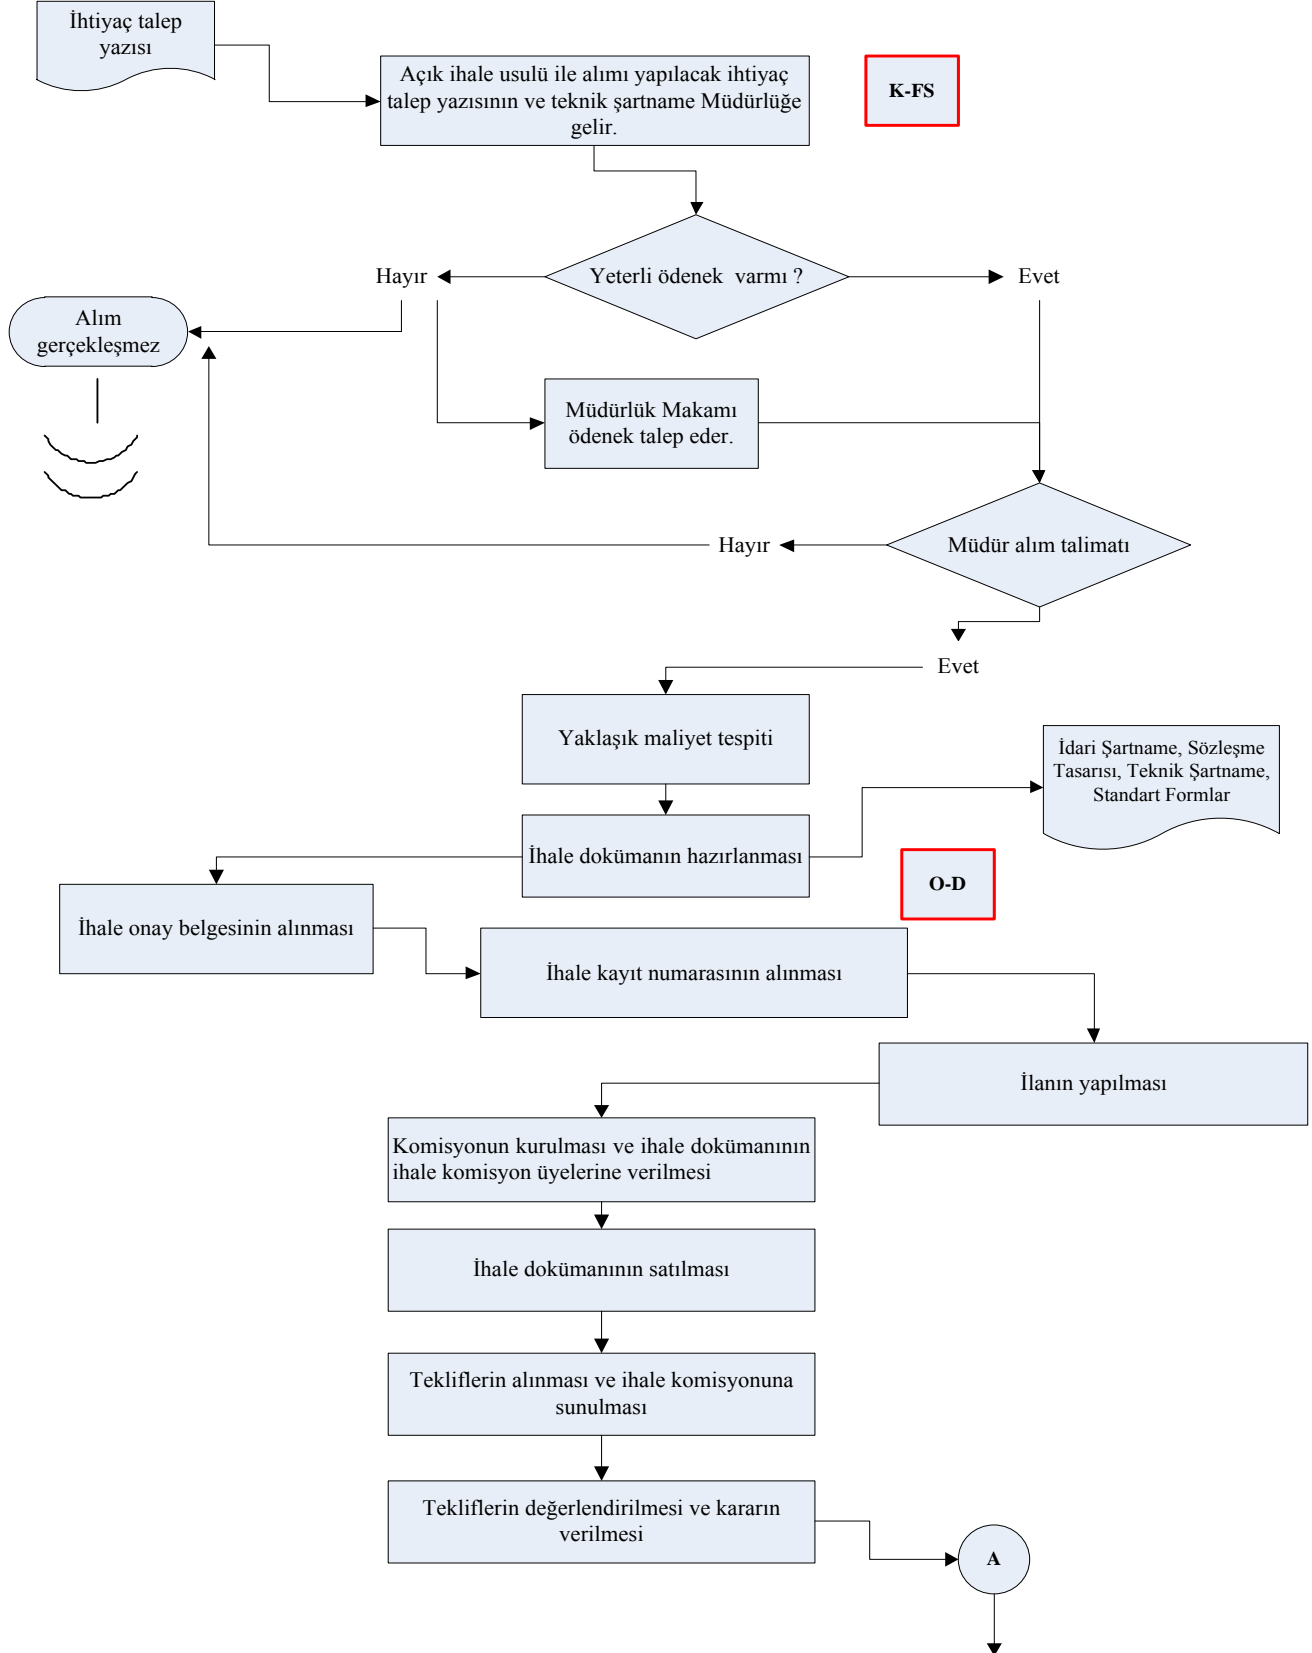 İhtiyaç talep
yazısı
Açık ihale usulü ile alımı yapılacak ihtiyaç
talep yazısının ve teknik şartname Müdürlüğe
gelir.
K-FS
Yeterli ödenek varmı ?
Hayır
Evet
Alım
gerçekleşmez
Müdürlük Makamı
ödenek talep eder.
Hayır
Müdür alım talimatı
Evet
Yaklaşık maliyet tespiti
İdari Şartname, Sözleşme
Tasarısı, Teknik Şartname,
Standart Formlar
İhale dokümanın hazırlanması
O-D
İhale onay belgesinin alınması
İhale kayıt numarasının alınması
İlanın yapılması
Komisyonun kurulması ve ihale dokümanının
ihale komisyon üyelerine verilmesi
İhale dokümanının satılması
Tekliflerin alınması ve ihale komisyonuna
sunulması
Tekliflerin değerlendirilmesi ve kararın
verilmesi
A